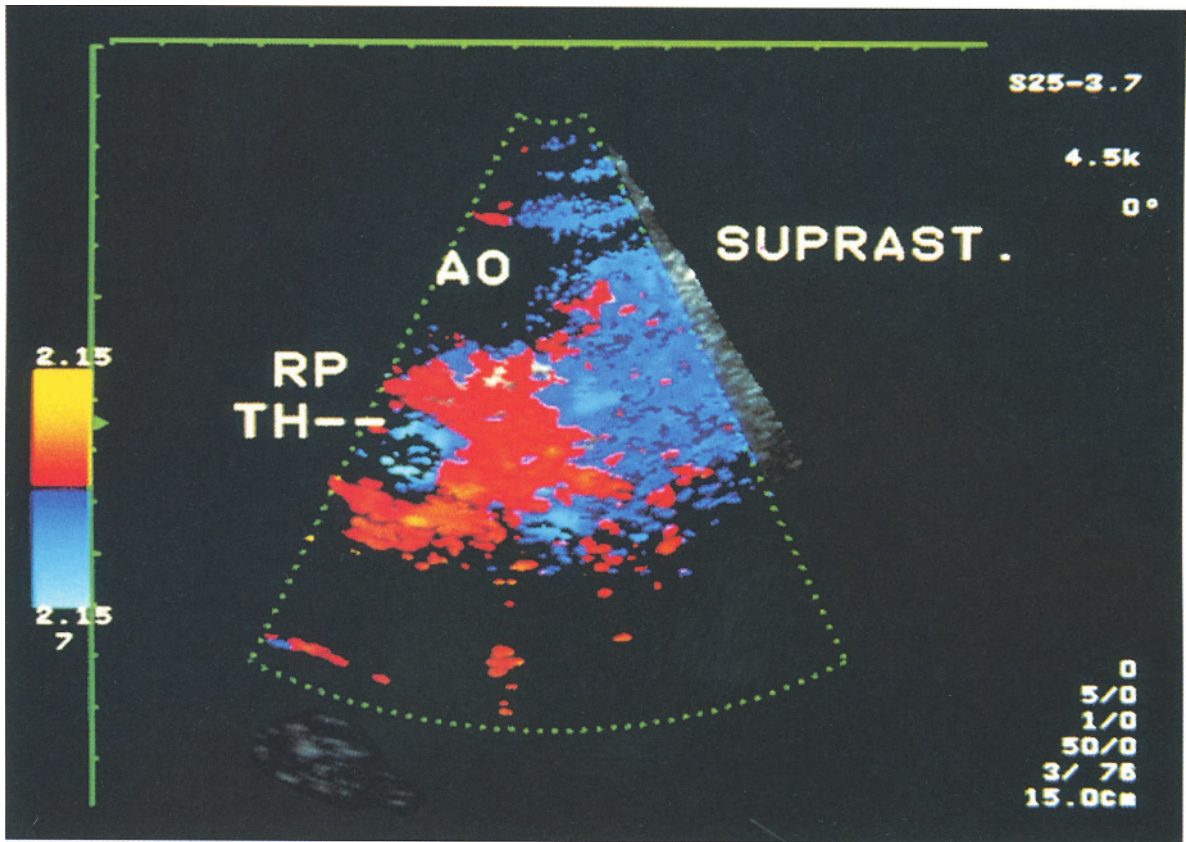 S25-3.7
4.5k
0°
SUPRAST.
AO
RP
TH--
2.15
2.15
7
0
5/0
1/0
50/0
3/ 76
15.0cm